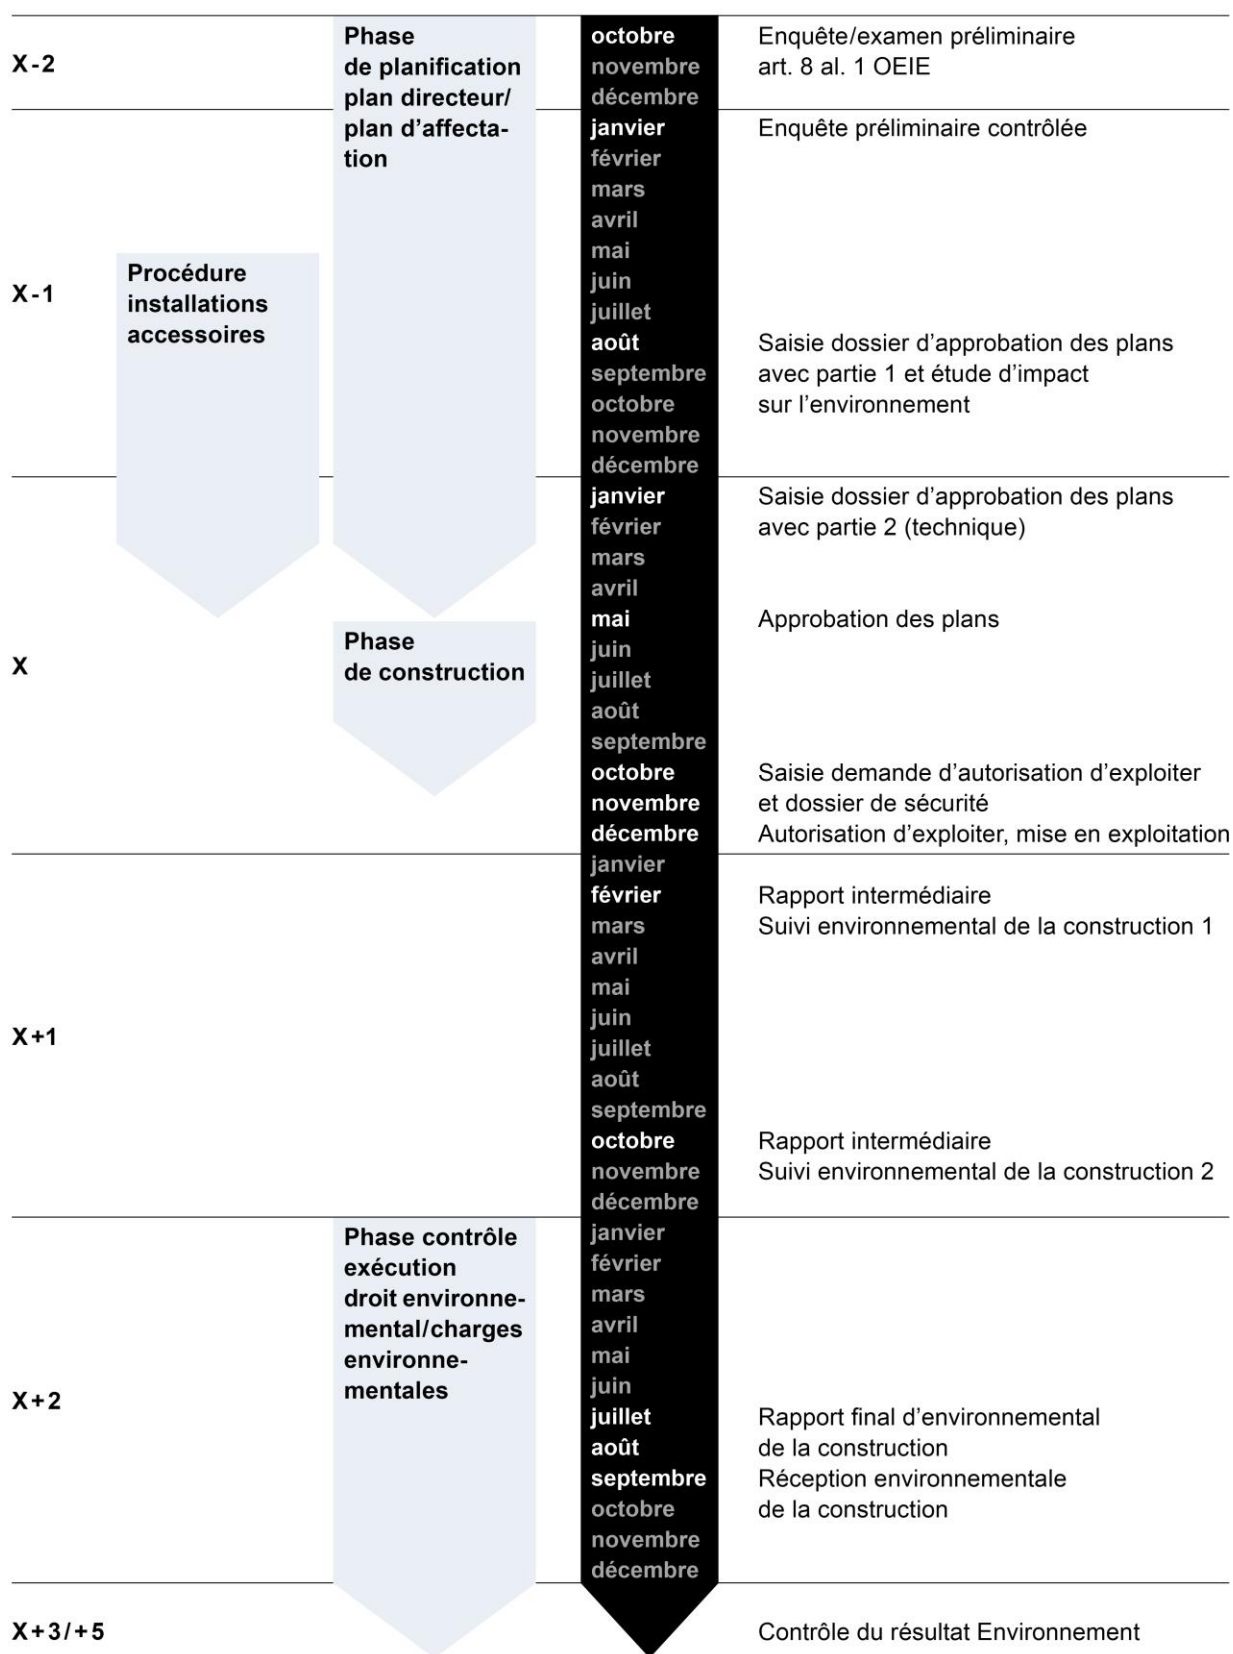 X-2
Phase
de planification
plan directeur/
plan d'affecta-
tion
octobre
novembre
décembre
Enquête/examen préliminaire
art. 8 al. 1 OEIE
X-1
Procédure
installations
accessoires
janvier
février
mars
avril
mai
juin
juillet
août
septembre
octobre
novembre
décembre
Enquête préliminaire contrôlée
Saisie dossier d'approbation des plans
avec partie 1 et étude d'impact
sur l'environnement
X
Phase
de construction
janvier
février
mars
avril
mai
juin
juillet
août
septembre
octobre
novembre
décembre
Saisie dossier d'approbation des plans
avec partie 2 (technique)
Approbation des plans
Saisie demande d'autorisation d'exploiter
et dossier de sécurité
Autorisation d'exploiter, mise en exploitation
X+1
janvier
février
mars
avril
mai
juin
juillet
août
septembre
octobre
novembre
décembre
Rapport intermédiaire
Suivi environnemental de la construction 1
Rapport intermédiaire
Suivi environnemental de la construction 2
X+2
Phase contrôle
exécution
droit environne-
mental/charges
environne-
mentales
janvier
février
mars
avril
mai
juin
juillet
août
septembre
octobre
novembre
décembre
Rapport final d'environnemental
de la construction
Réception environnementale
de la construction
X+3/+5
Contrôle du résultat Environnement